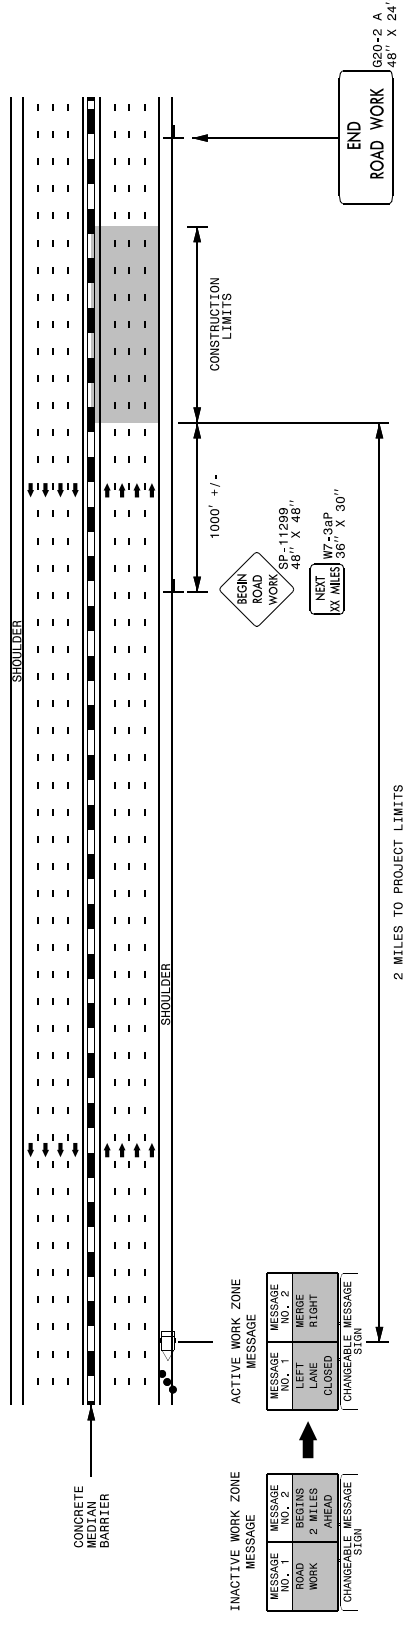 CONCRETE
MEDIAN
BARRIER
SHOULDER
SHOULDER
INACTIVE WORK ZONE
MESSAGE
MESSAGE
NO. 1
MESSAGE
NO. 2
ROAD
WORK
BEGINS
2 MILES
AHEAD
CHANGEABLE MESSAGE
SIGN
ACTIVE WORK ZONE
MESSAGE
MESSAGE
NO. 1
MESSAGE
NO. 2
LEFT
LANE
CLOSED
MERGE
RIGHT
CHANGEABLE MESSAGE
SIGN
2 MILES TO PROJECT LIMITS
1000' +/-
BEGIN
ROAD
WORK
SP-11299
48" X 48"
NEXT
XX MILES
W7-3aP
36" X 30"
CONSTRUCTION
LIMITS
END
ROAD WORK
G20-2 A
48" X 24'